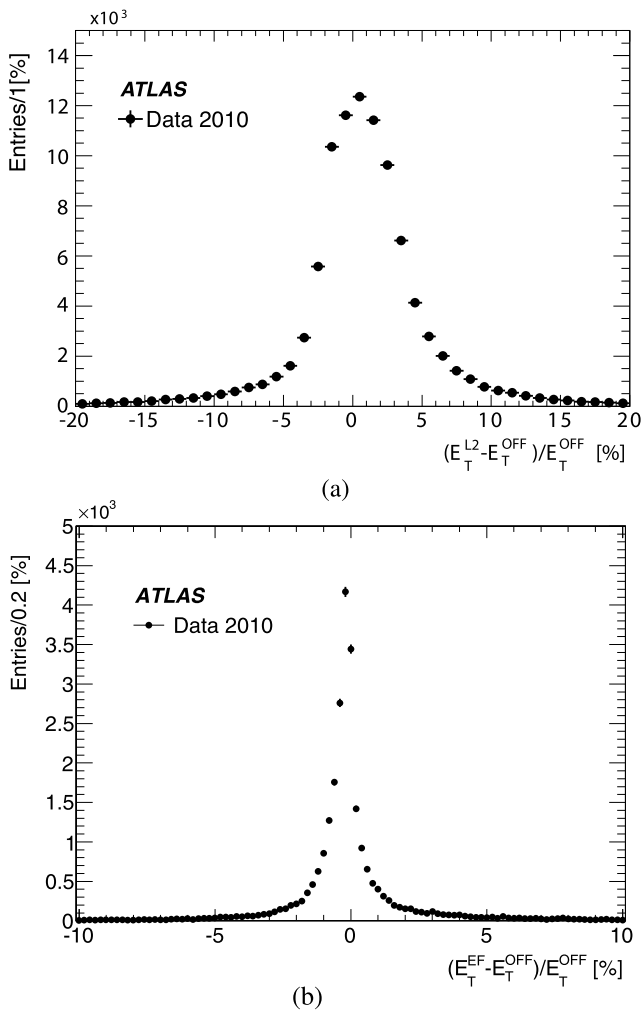 x10³
Entries/1[%]
14
12
10
8
6
4
2
0
ATLAS
Data 2010
-20 -15 -10 -5 0 5 10 15 20
(E_T^L2-E_T^OFF)/E_T^OFF [%]
(a)
×10³
Entries/0.2 [%]
5
4.5
4
3.5
3
2.5
2
1.5
1
0.5
0
ATLAS
Data 2010
-10 -5 0 5 10
(E_T^EF-E_T^OFF)/E_T^OFF [%]
(b)